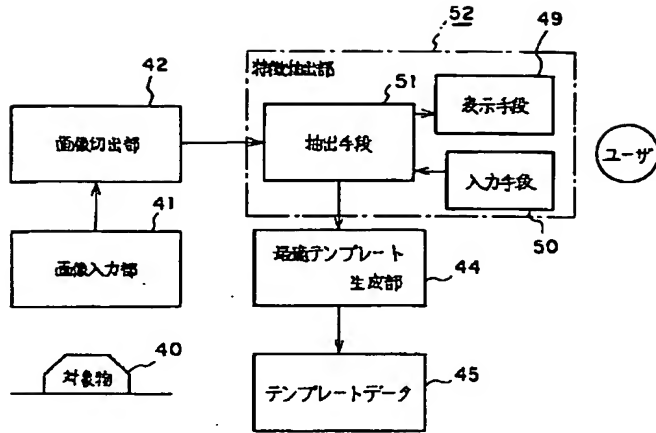 52
49
42
特徴抽出部
51
表示手段
画像切出部
抽出手段
ユーザ
入力手段
41
50
画像入力部
最適テンプレート
生成部
44
40
対象物
テンプレートデータ
45